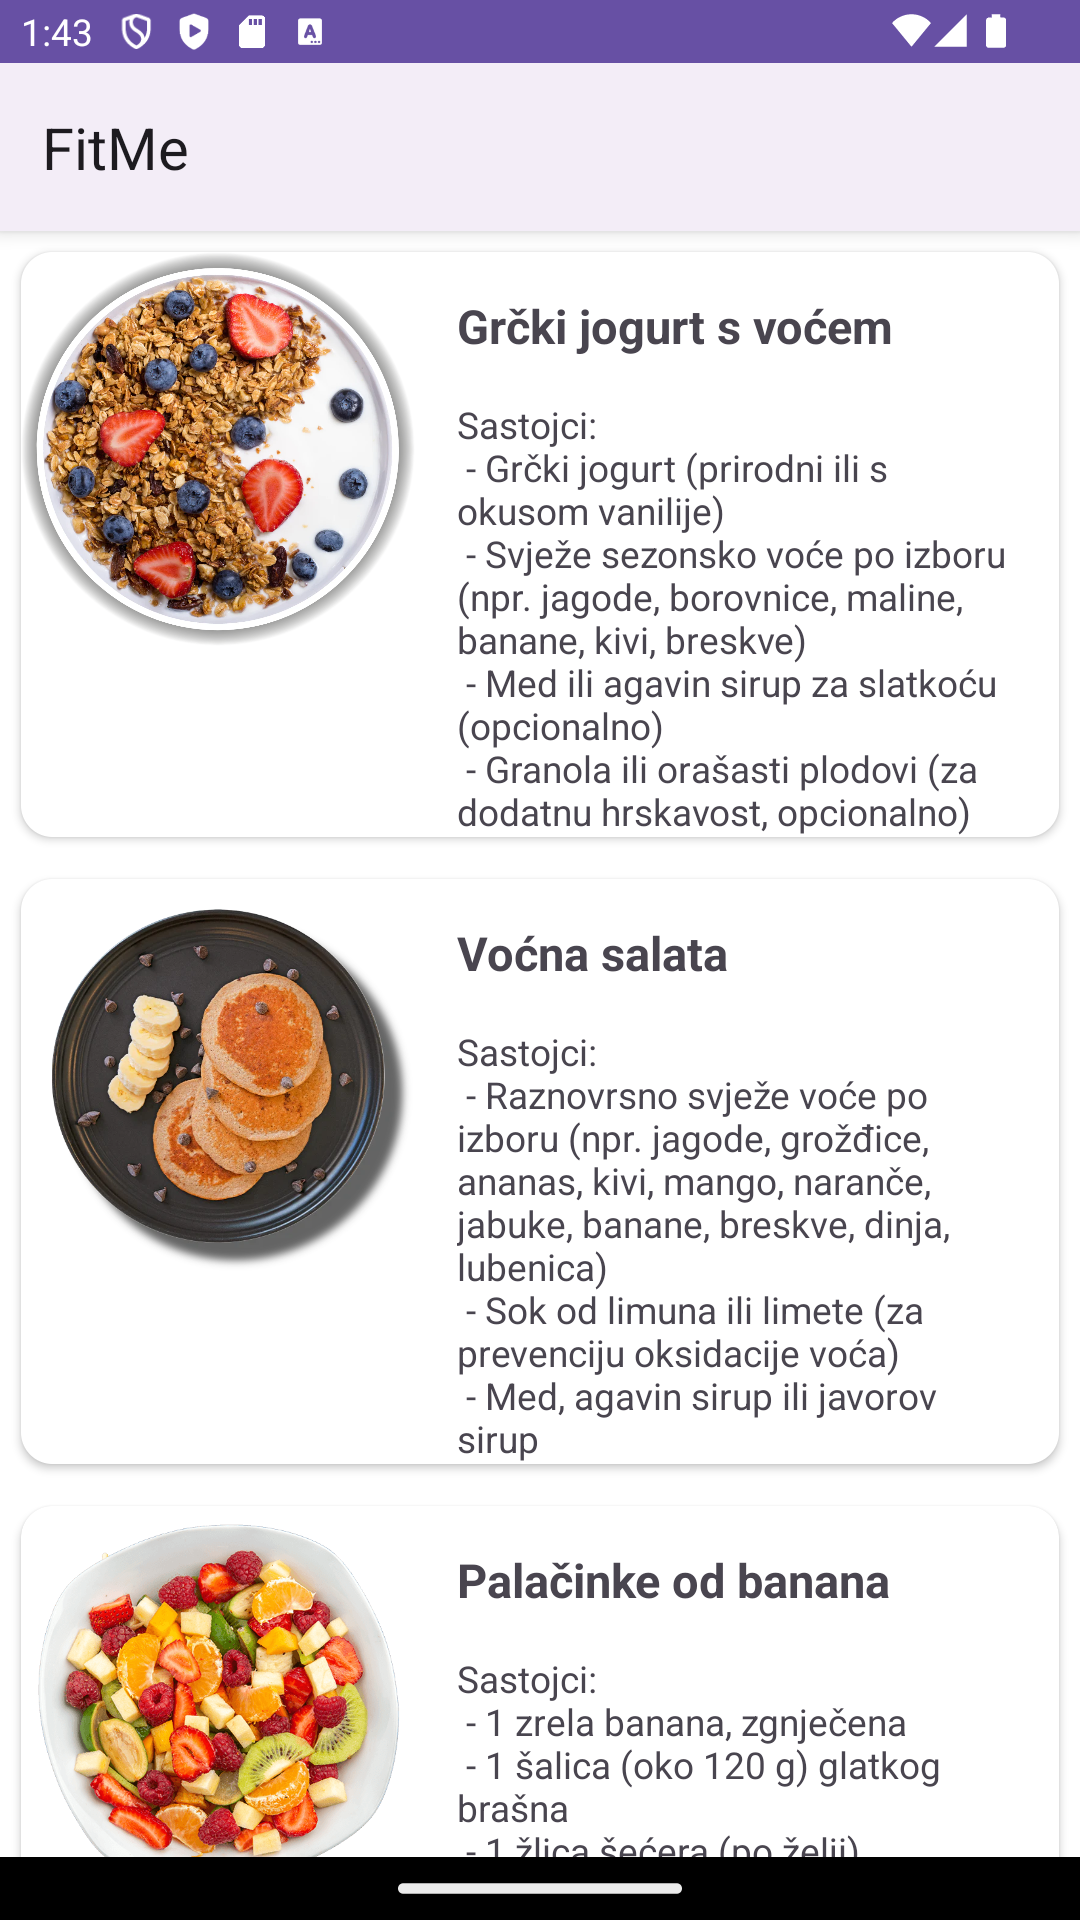 1:43
FitMe
Grčki jogurt s voćem
Sastojci:
- Grčki jogurt (prirodni ili s
okusom vanilije)
- Svježe sezonsko voće po izboru
(npr. jagode, borovnice, maline,
banane, kivi, breskve)
- Med ili agavin sirup za slatkoću
(opcionalno)
- Granola ili orašasti plodovi (za
dodatnu hrskavost, opcionalno)
Voćna salata
Sastojci:
- Raznovrsno svježe voće po
izboru (npr. jagode, grožđice,
ananas, kivi, mango, naranče,
jabuke, banane, breskve, dinja,
lubenica)
- Sok od limuna ili limete (za
prevenciju oksidacije voća)
- Med, agavin sirup ili javorov
sirup
Palačinke od banana
Sastojci:
- 1 zrela banana, zgnječena
- 1 šalica (oko 120 g) glatkog
brašna
- 1 žlica šećera (po želji)